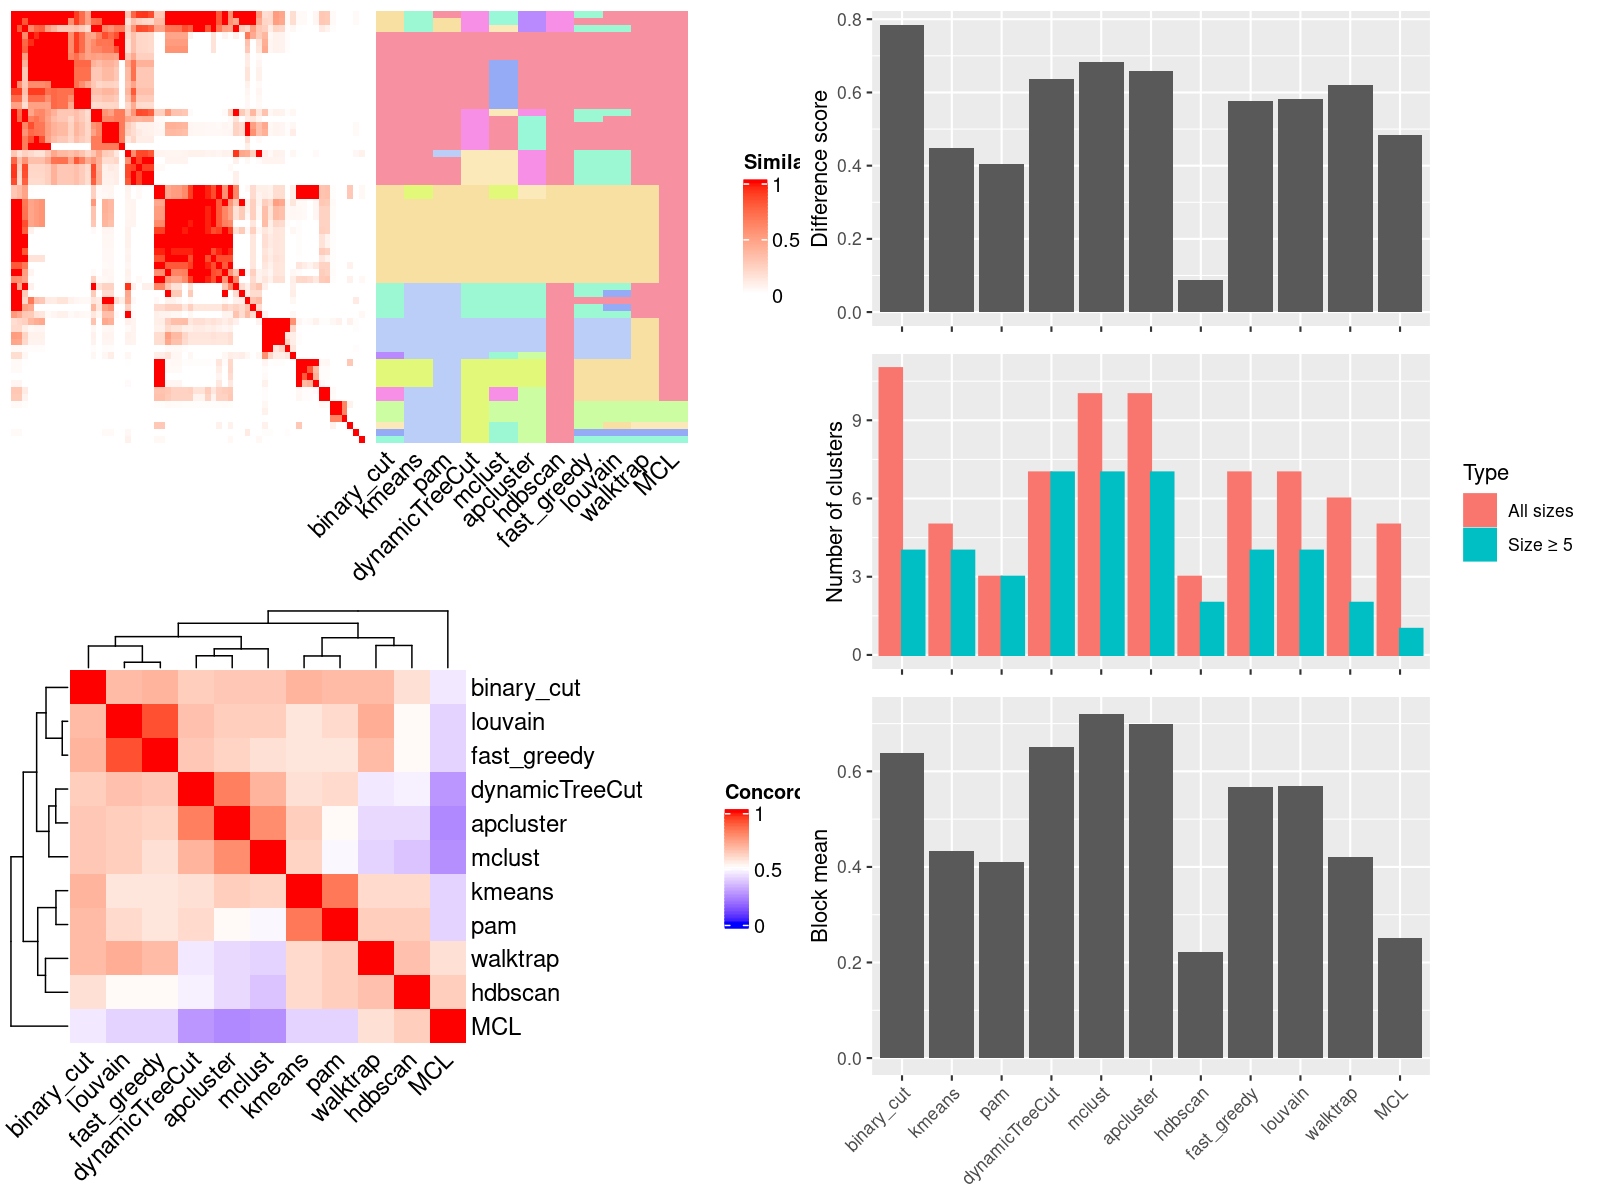 Simila
1
0.5
0
binary_cut
kmeans
pam
dynamicTreeCut
mclust
apcluster
hdbscan
fast_greedy
louvain
walktrap
MCL
binary_cut
louvain
fast_greedy
dynamicTreeCut
apcluster
mclust
kmeans
pam
walktrap
hdbscan
MCL
Concord
1
0.5
0
binary_cut
louvain
fast_greedy
dynamicTreeCut
apcluster
mclust
kmeans
pam
walktrap
hdbscan
MCL
Difference score
0.8
0.6
0.4
0.2
0.0
Number of clusters
9
6
3
0
Type
All sizes
Size ≥ 5
Block mean
0.6
0.4
0.2
0.0
binary_cut
kmeans
pam
dynamicTreeCut
mclust
apcluster
hdbscan
fast_greedy
louvain
walktrap
MCL